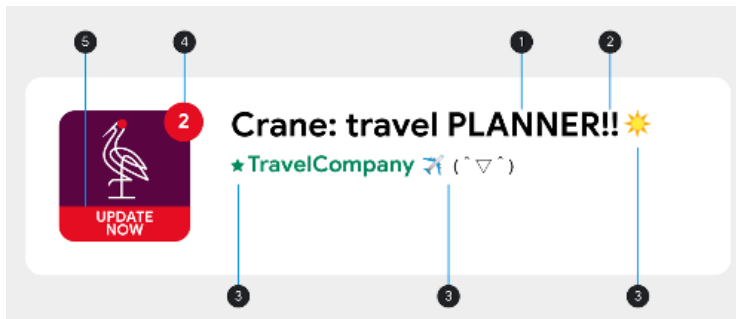 5 4 1 2
2
Crane: travel PLANNER!!☀️
★TravelCompany ✈️ (ˆ▽ˆ)
UPDATE
NOW
3 3 3